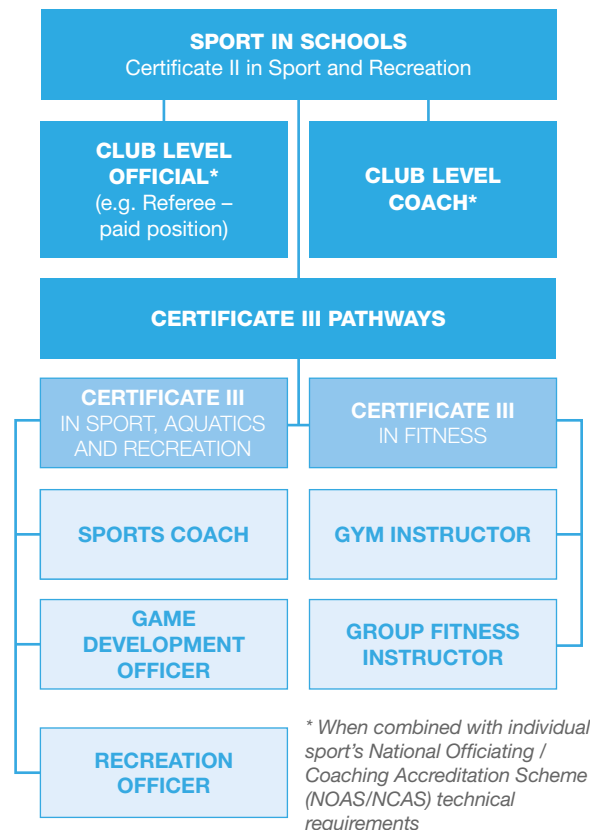 SPORT IN SCHOOLS
Certificate II in Sport and Recreation
CLUB LEVEL
OFFICIAL*
(e.g. Referee –
paid position)
CLUB LEVEL
COACH*
CERTIFICATE III PATHWAYS
CERTIFICATE III
IN SPORT, AQUATICS
AND RECREATION
CERTIFICATE III
IN FITNESS
SPORTS COACH
GYM INSTRUCTOR
GAME
DEVELOPMENT
OFFICER
GROUP FITNESS
INSTRUCTOR
RECREATION
OFFICER
* When combined with individual
sport's National Officiating /
Coaching Accreditation Scheme
(NOAS/NCAS) technical
requirements